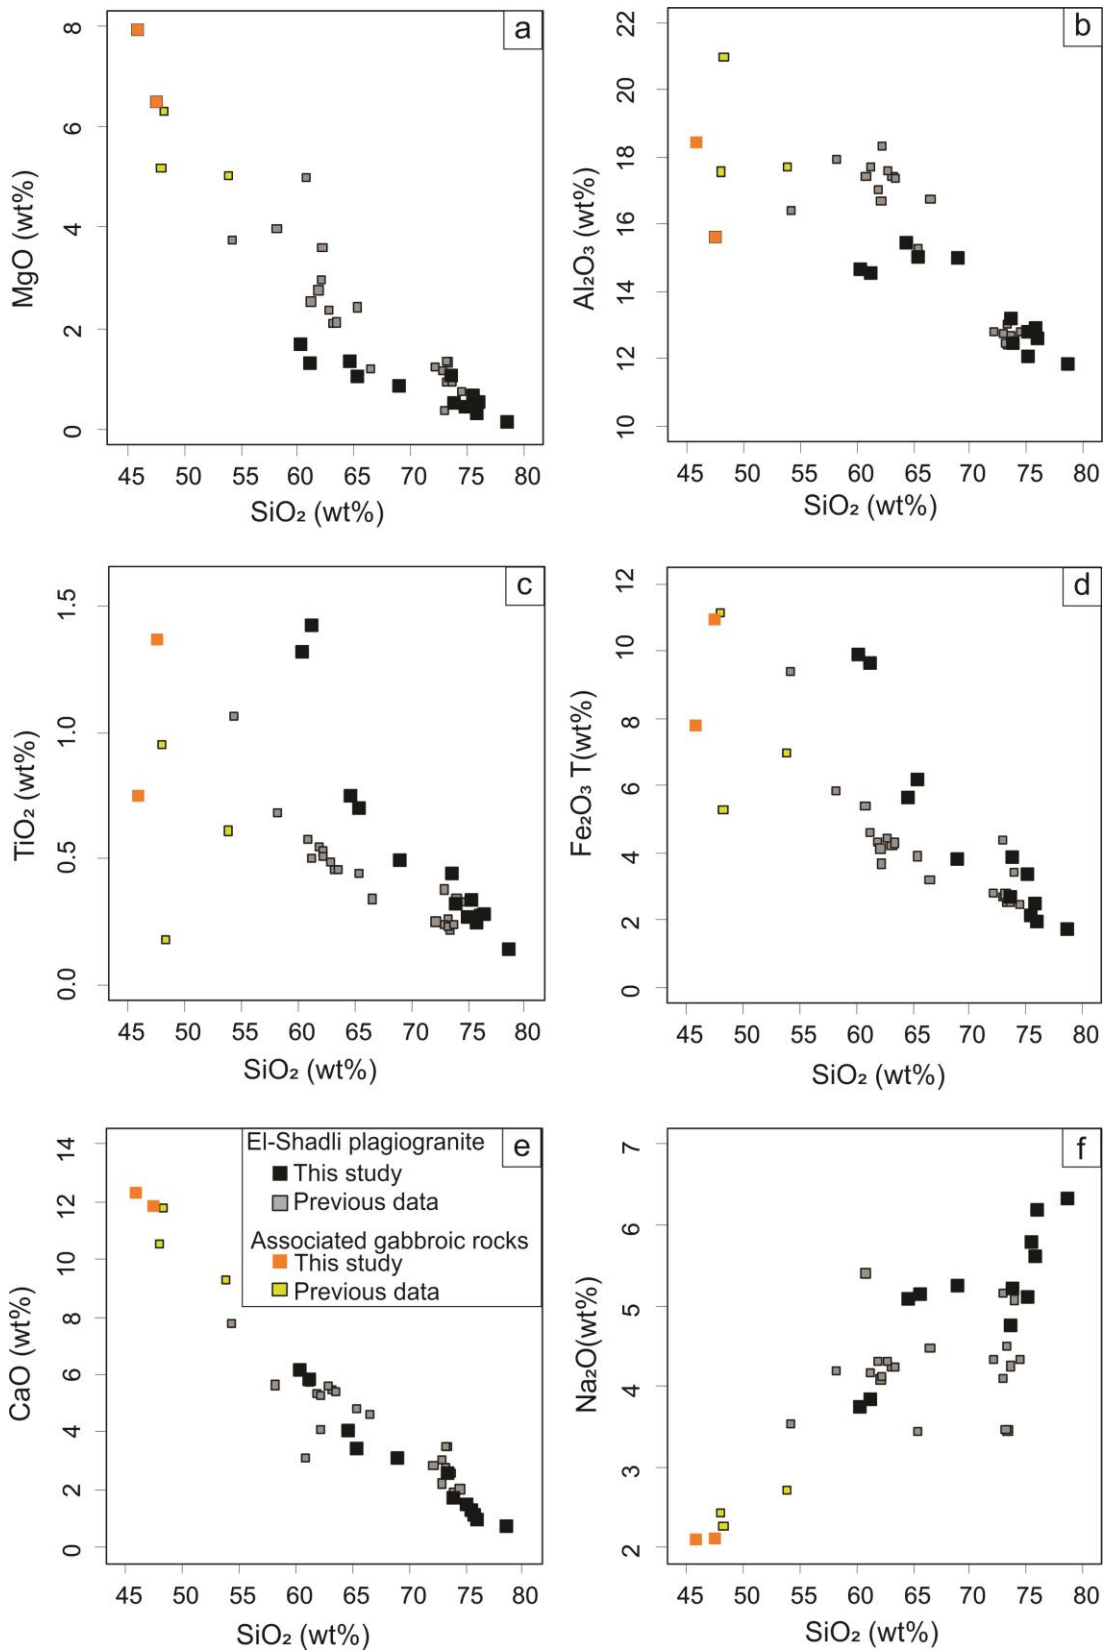 a
MgO (wt%)
8
6
4
2
0
45 50 55 60 65 70 75 80
SiO₂ (wt%)
b
Al₂O₃ (wt%)
22
20
18
16
14
12
10
45 50 55 60 65 70 75 80
SiO₂ (wt%)
c
TiO₂ (wt%)
1.5
1.0
0.5
0.0
45 50 55 60 65 70 75 80
SiO₂ (wt%)
d
Fe₂O₃ T(wt%)
12
10
8
6
4
2
0
45 50 55 60 65 70 75 80
SiO₂ (wt%)
e
CaO (wt%)
14
12
10
8
6
4
2
0
El-Shadli plagiogranite
This study
Previous data
Associated gabbroic rocks
This study
Previous data
45 50 55 60 65 70 75 80
SiO₂ (wt%)
f
Na₂O(wt%)
7
6
5
4
3
2
45 50 55 60 65 70 75 80
SiO₂ (wt%)